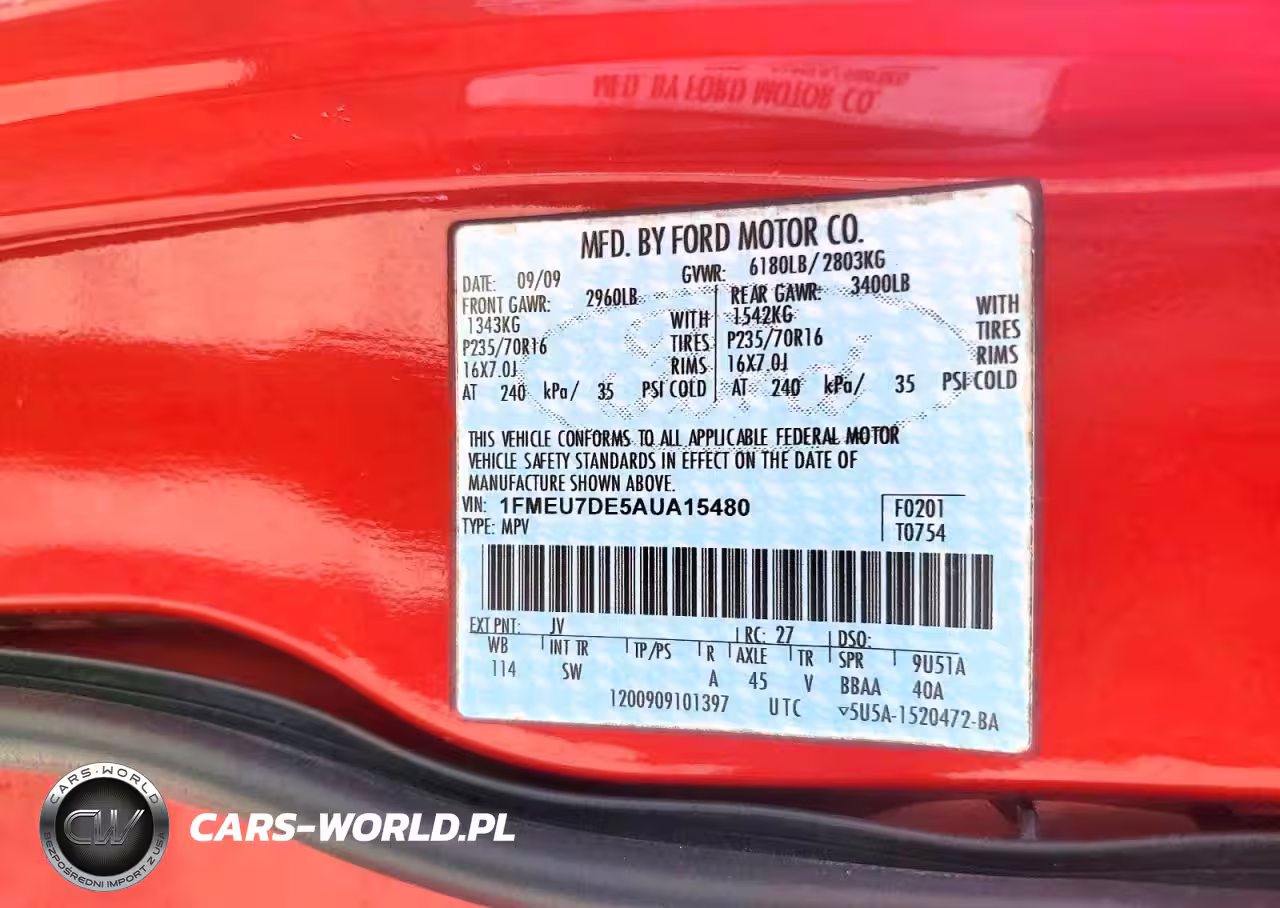 MFD. BY FORD MOTOR CO.
MFD. BY FORD MOTOR CO.
DATE: 09/09 GVWR: 6180LB/2803KG
FRONT GAWR: 2960LB REAR GAWR: 3400LB
1343KG WITH 1542KG WITH
P235/70R16 TIRES P235/70R16 TIRES
16X7.0J RIMS 16X7.0J RIMS
AT 240 kPa/ 35 PSI COLD AT 240 kPa/ 35 PSI COLD
THIS VEHICLE CONFORMS TO ALL APPLICABLE FEDERAL MOTOR
VEHICLE SAFETY STANDARDS IN EFFECT ON THE DATE OF
MANUFACTURE SHOWN ABOVE.
VIN: 1FMEU7DE5AUA15480 F0201
TYPE: MPV T0754
EXT PNT: JV RC: 27 DSO:
WB INT TR TP/PS R AXLE TR SPR 9U51A
114 SW A 45 V BBAA 40A
1200909101397 UTC ▽5U5A-1520472-BA
CARS-WORLD
CW
BEZPOŚREDNI IMPORT Z USA
CARS-WORLD.PL